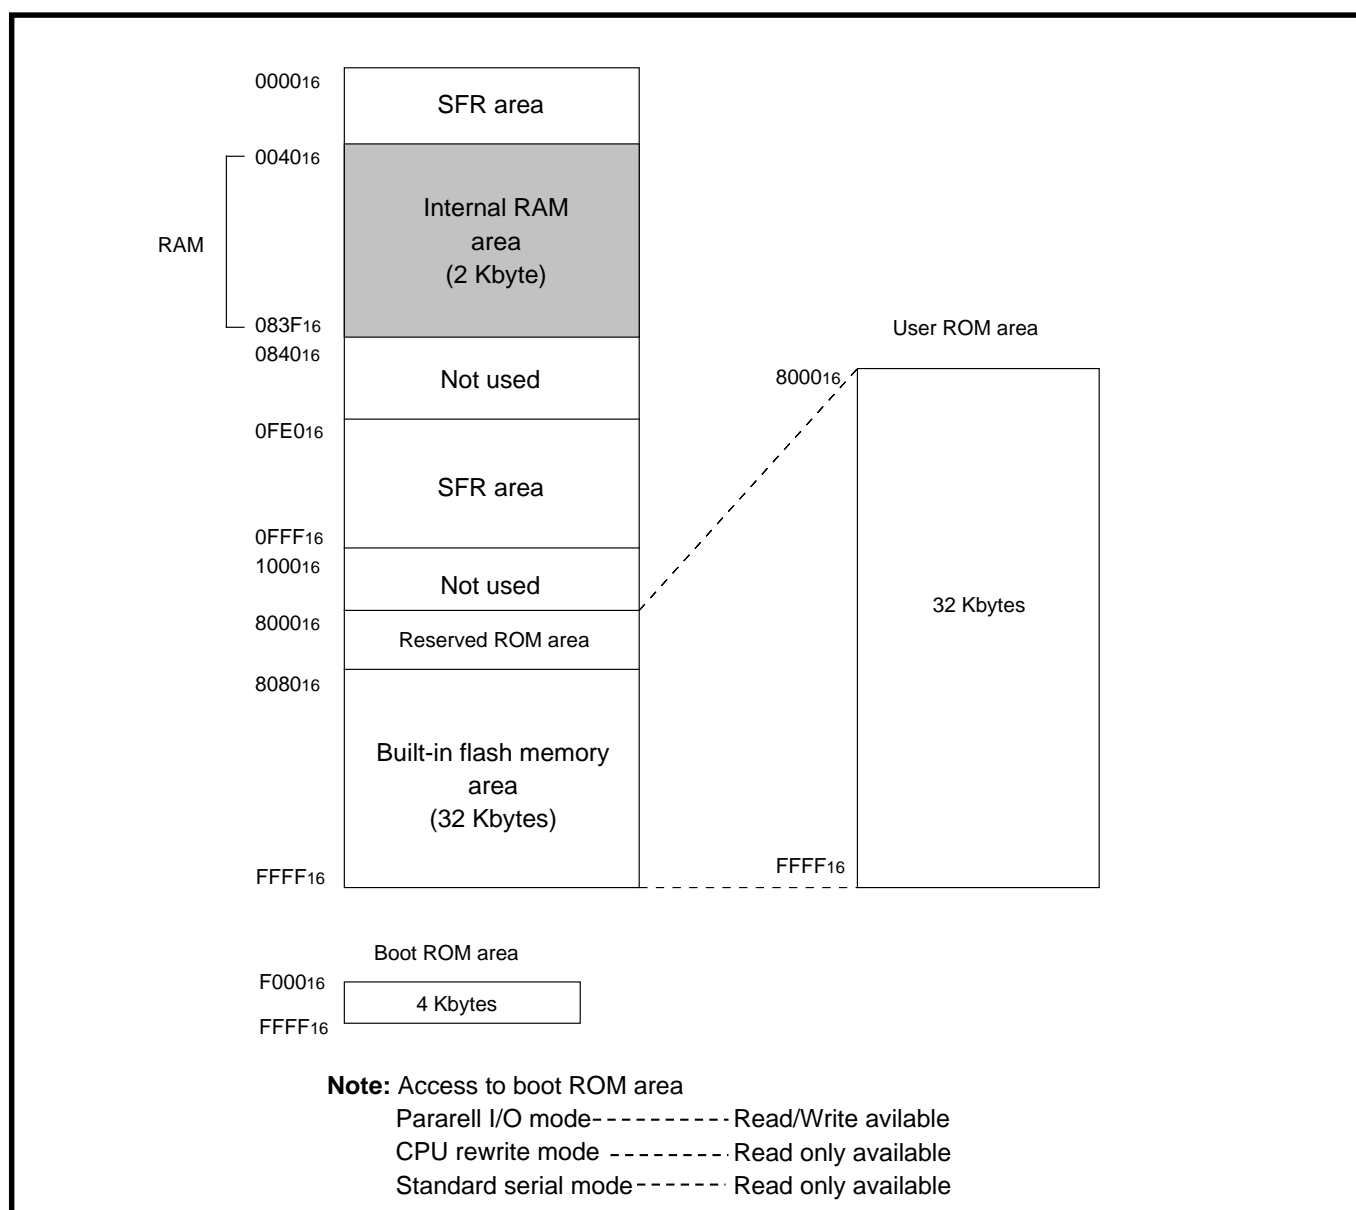 000016
SFR area
004016
Internal RAM
area
(2 Kbyte)
RAM
083F16
084016
Not used
0FE016
SFR area
0FFF16
100016
Not used
800016
Reserved ROM area
808016
Built-in flash memory
area
(32 Kbytes)
FFFF16
User ROM area
800016
32 Kbytes
FFFF16
Boot ROM area
F00016
4 Kbytes
FFFF16
Note: Access to boot ROM area
Pararell I/O mode---------- Read/Write avilable
CPU rewrite mode -------- Read only available
Standard serial mode------ Read only available